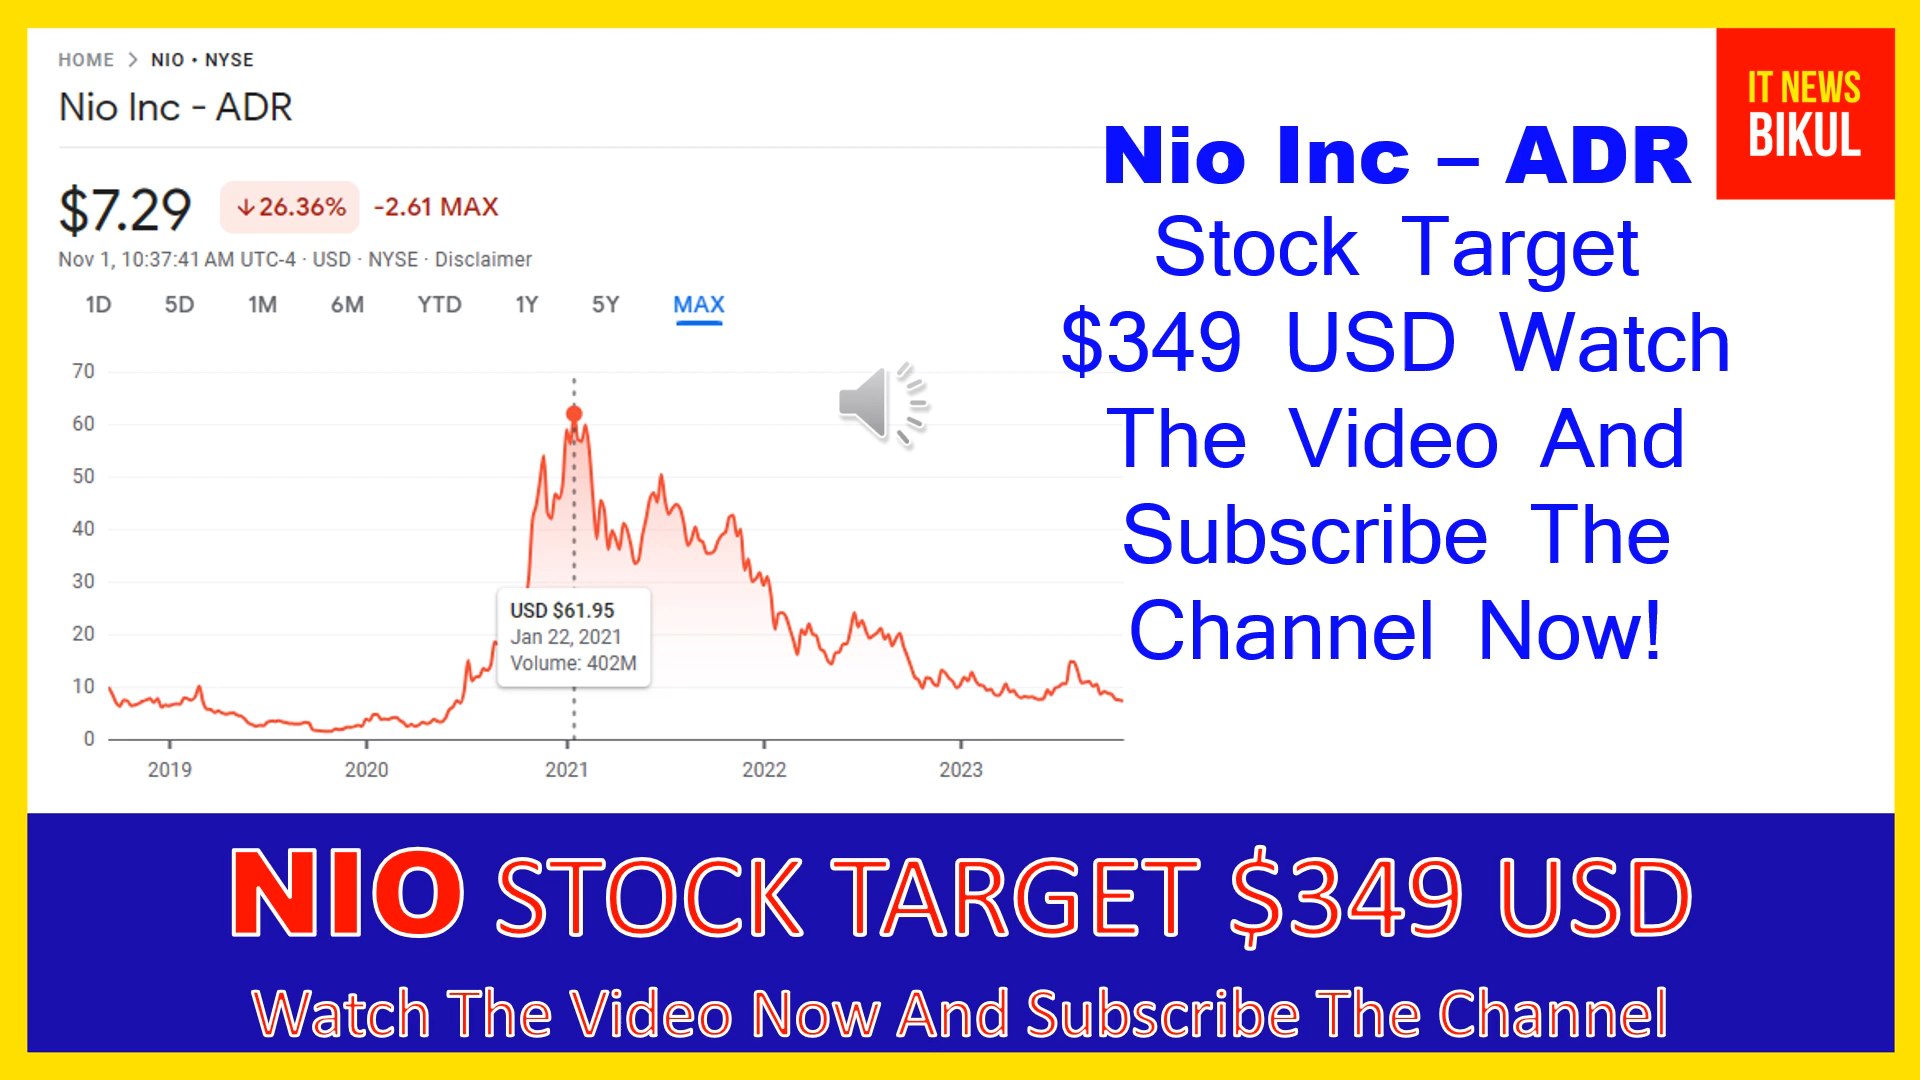 HOME > NIO • NYSE
Nio Inc - ADR
$7.29 ↓26.36% -2.61 MAX
Nov 1, 10:37:41 AM UTC-4 · USD · NYSE · Disclaimer
1D 5D 1M 6M YTD 1Y 5Y MAX
70
60
50
40
30
20
10
0
USD $61.95
Jan 22, 2021
Volume: 402M
2019 2020 2021 2022 2023
IT NEWS
BIKUL
Nio Inc – ADR
Stock Target
$349 USD Watch
The Video And
Subscribe The
Channel Now!
NIO STOCK TARGET $349 USD
Watch The Video Now And Subscribe The Channel